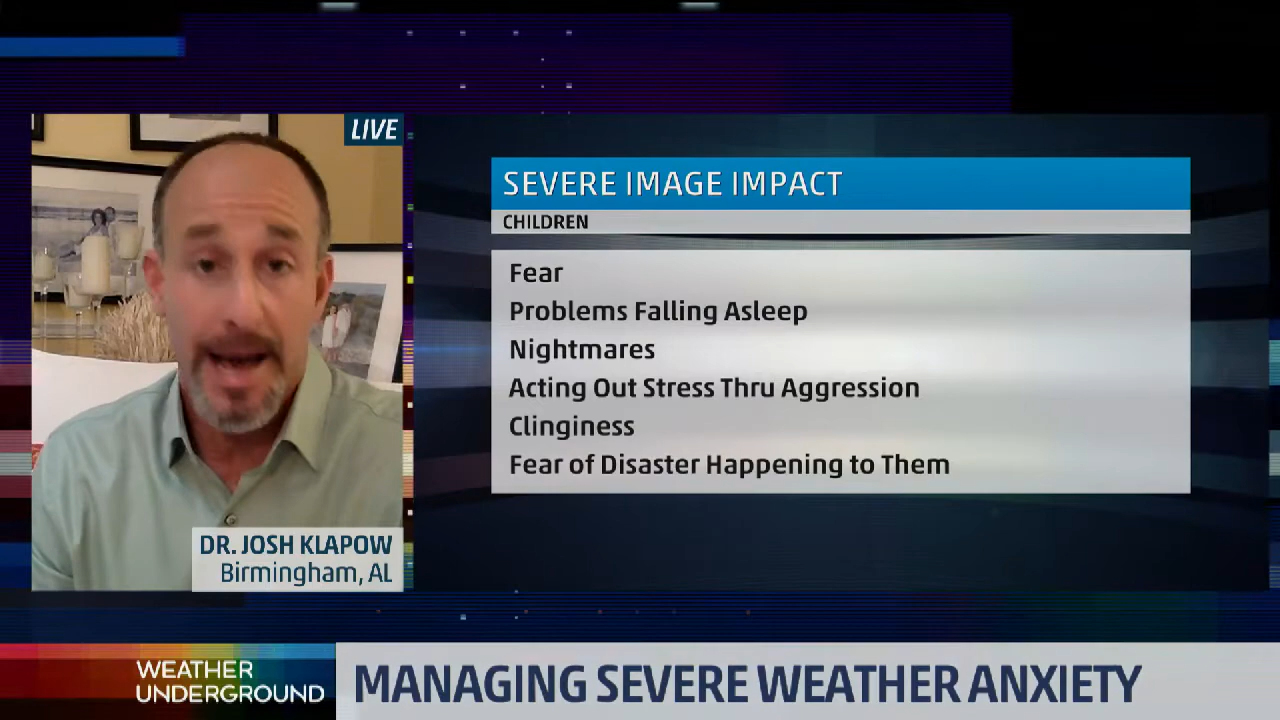 LIVE
SEVERE IMAGE IMPACT
CHILDREN
Fear
Problems Falling Asleep
Nightmares
Acting Out Stress Thru Aggression
Clinginess
Fear of Disaster Happening to Them
DR. JOSH KLAPOW
Birmingham, AL
WEATHER
UNDERGROUND
MANAGING SEVERE WEATHER ANXIETY